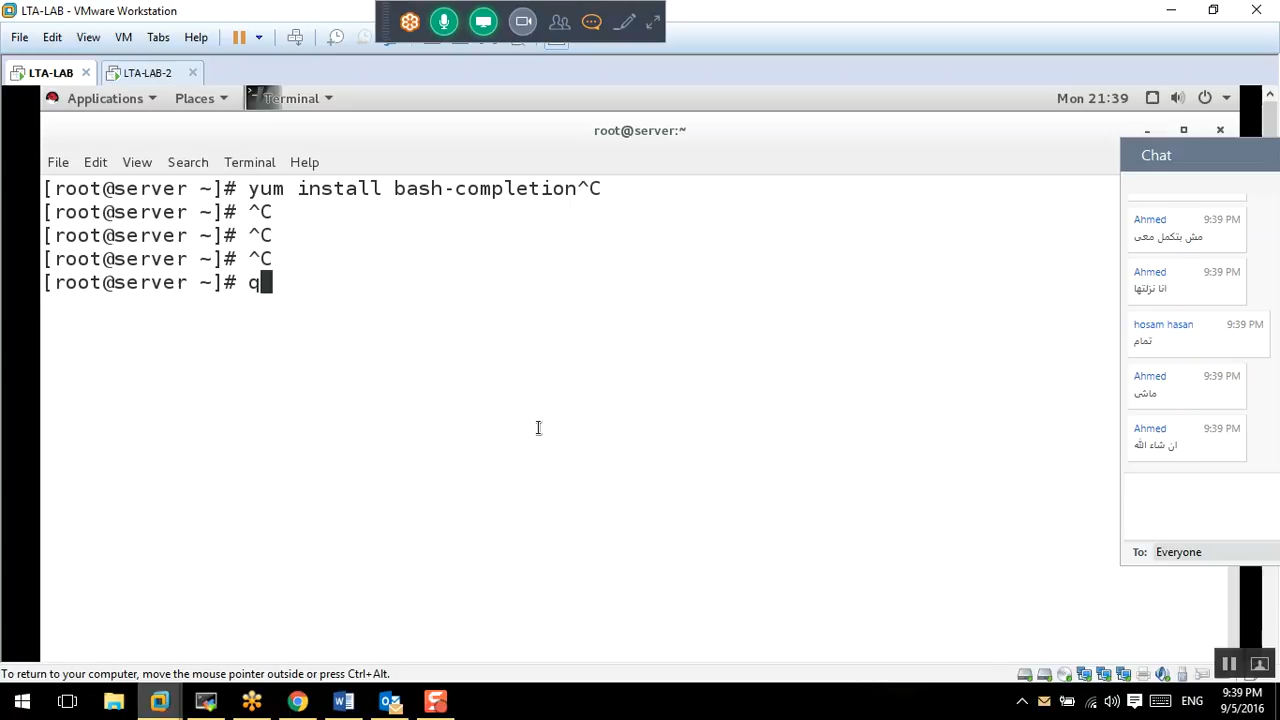 LTA-LAB - VMware Workstation
File Edit View VM Tabs Help
LTA-LAB LTA-LAB-2
Applications Places Terminal Mon 21:39
root@server:~
File Edit View Search Terminal Help
[root@server ~]# yum install bash-completion^C
[root@server ~]# ^C
[root@server ~]# ^C
[root@server ~]# ^C
[root@server ~]# q
Chat
Ahmed 9:39 PM
مش بتكمل معى
Ahmed 9:39 PM
انا نزلتها
hosam hasan 9:39 PM
تمام
Ahmed 9:39 PM
ماشى
Ahmed 9:39 PM
ان شاء الله
To: Everyone
To return to your computer, move the mouse pointer outside or press Ctrl+Alt.
ENG
9:39 PM
9/5/2016